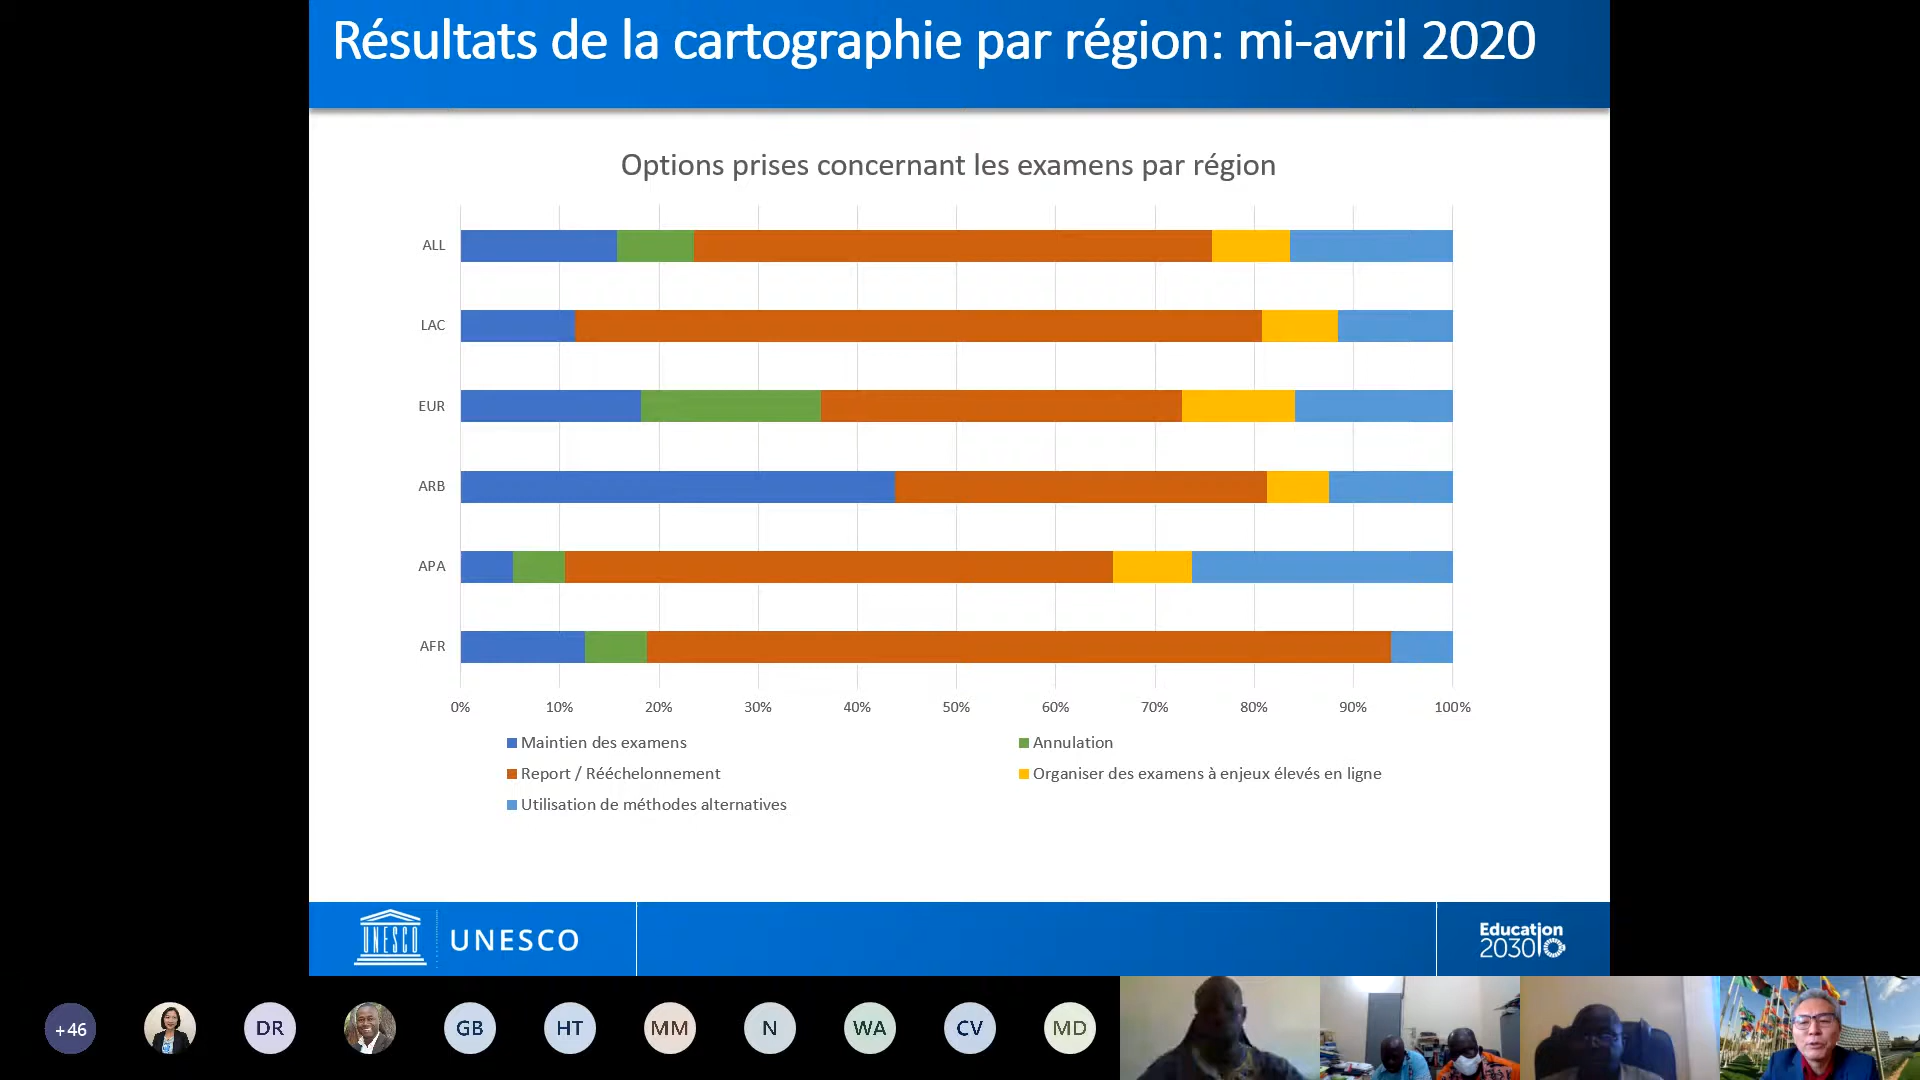 Résultats de la cartographie par région: mi-avril 2020
Options prises concernant les examens par région
ALL
LAC
EUR
ARB
APA
AFR
0% 10% 20% 30% 40% 50% 60% 70% 80% 90% 100%
Maintien des examens
Annulation
Report / Rééchelonnement
Organiser des examens à enjeux élevés en ligne
Utilisation de méthodes alternatives
UNESCO
UNESCO
Education
2030
+46 DR GB HT MM N WA CV MD